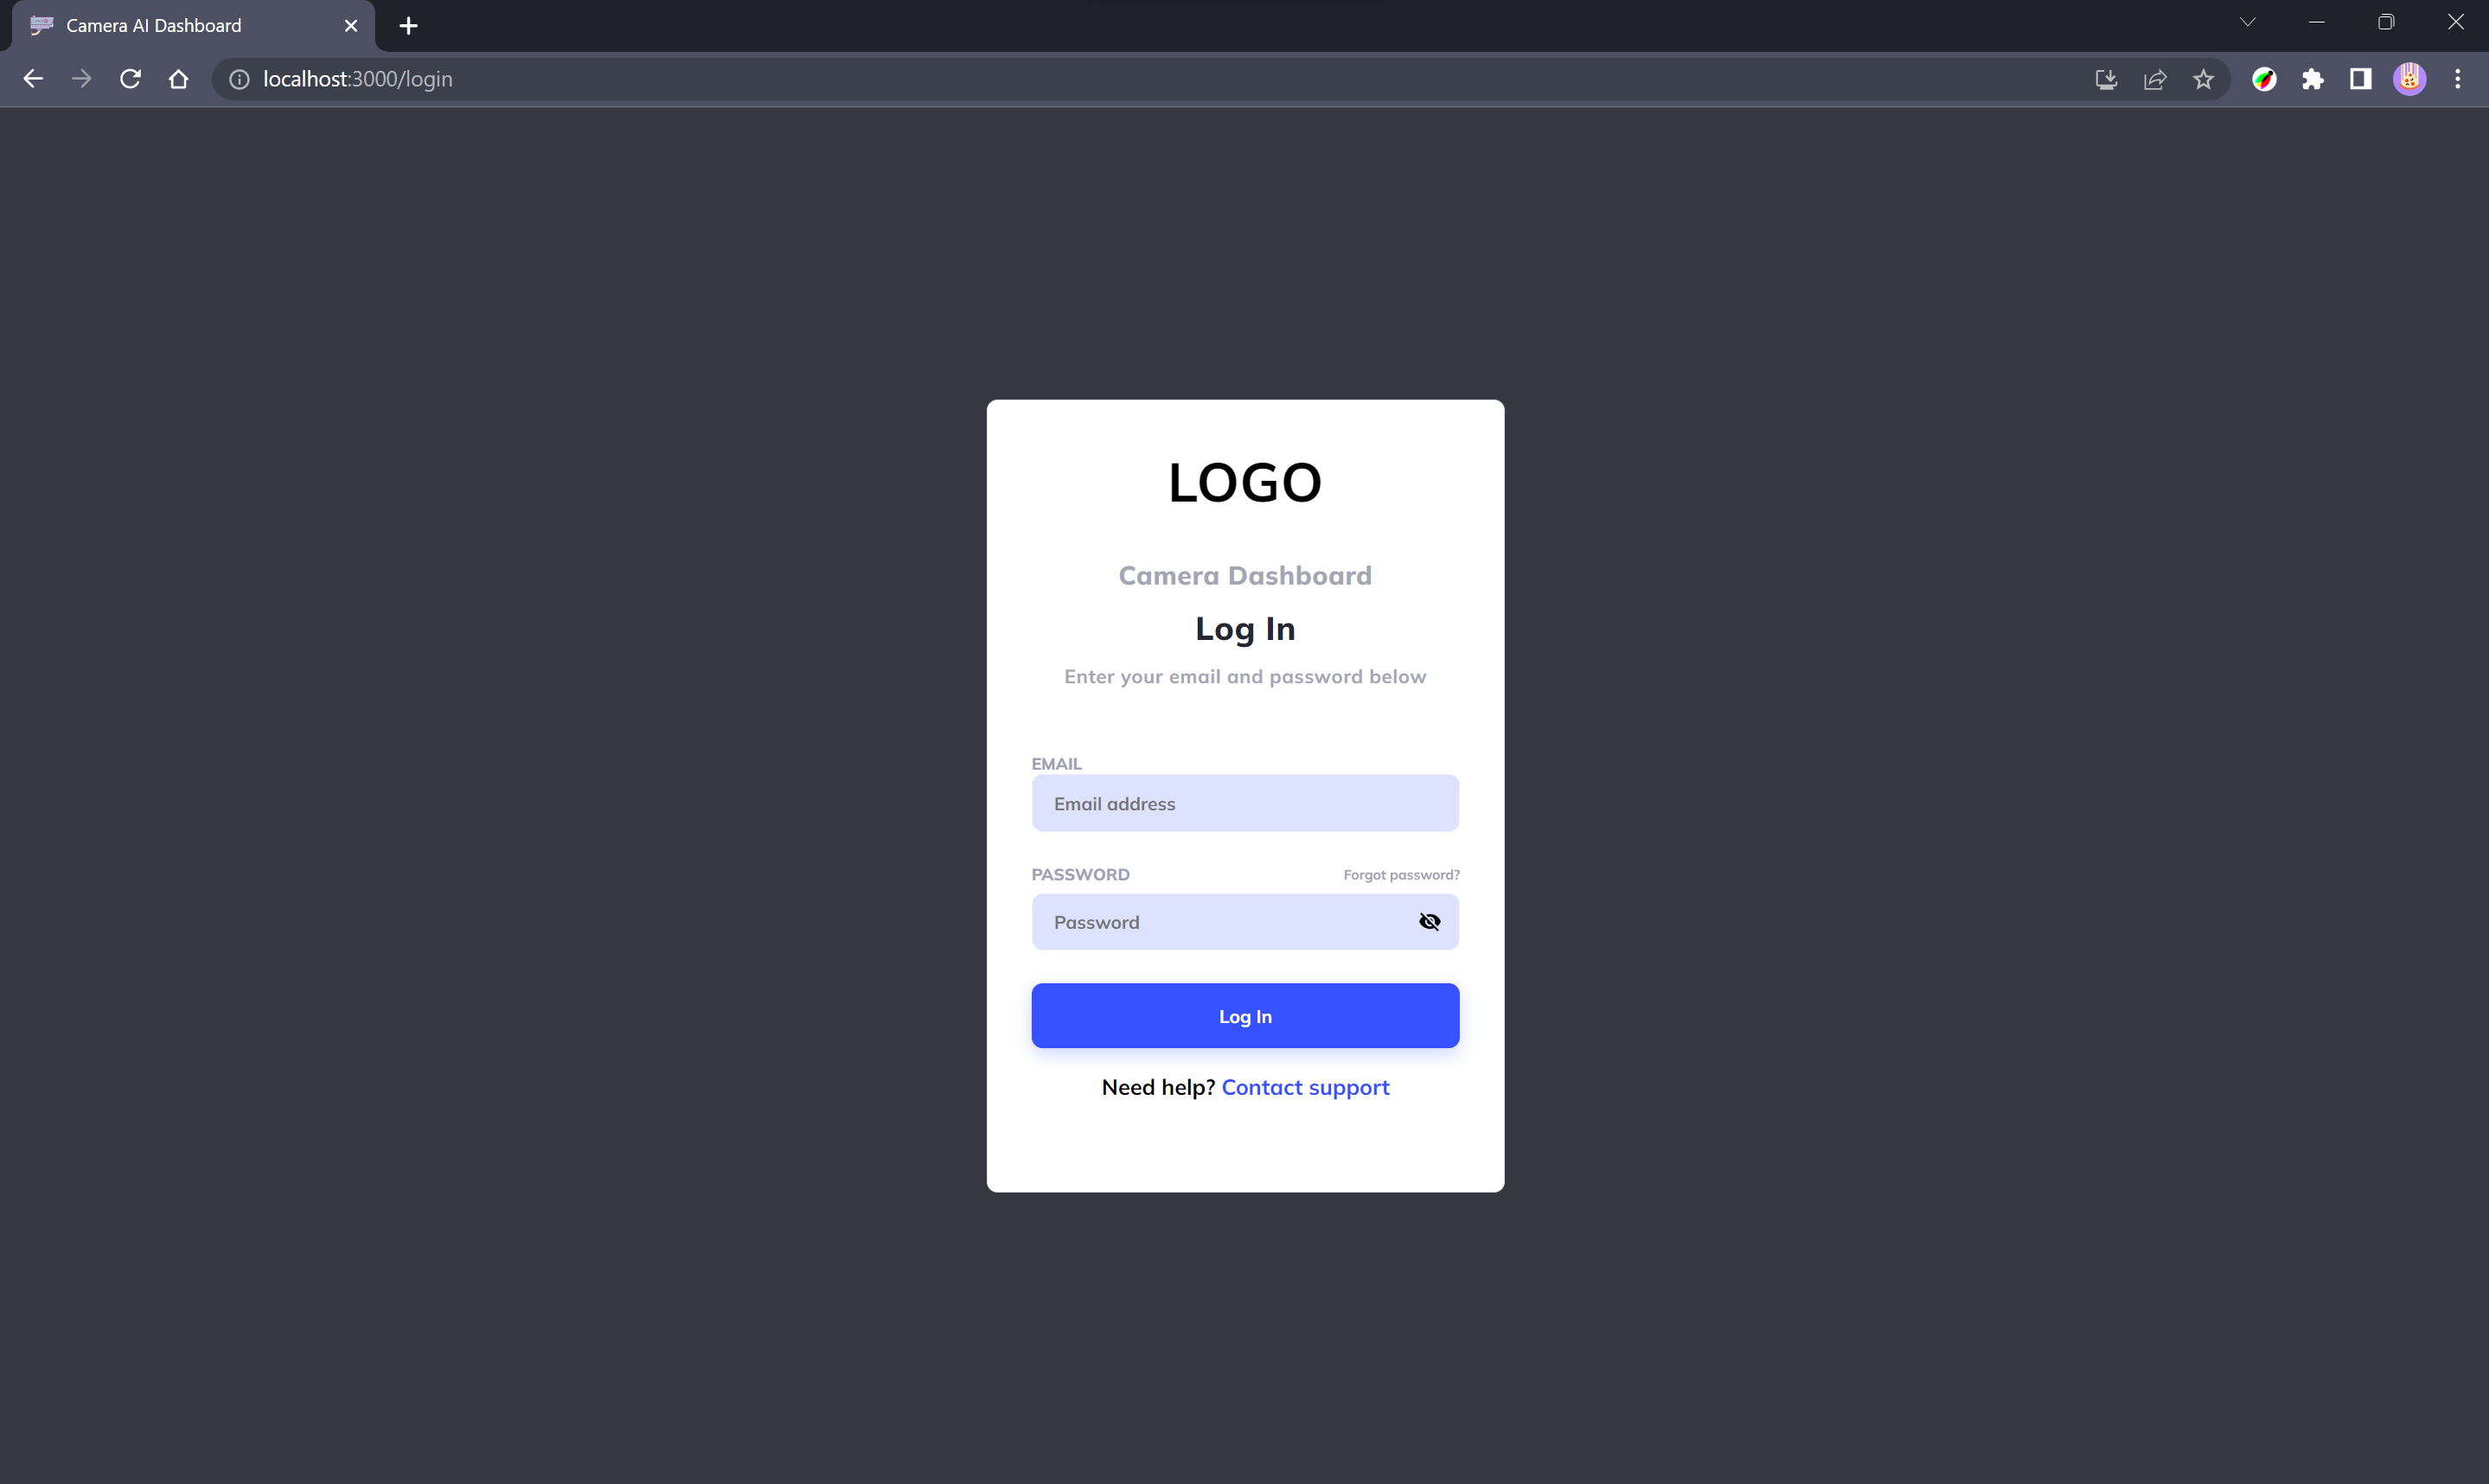 Camera AI Dashboard
localhost:3000/login
LOGO
Camera Dashboard
Log In
Enter your email and password below
EMAIL
Email address
PASSWORD Forgot password?
Password
Log In
Need help? Contact support